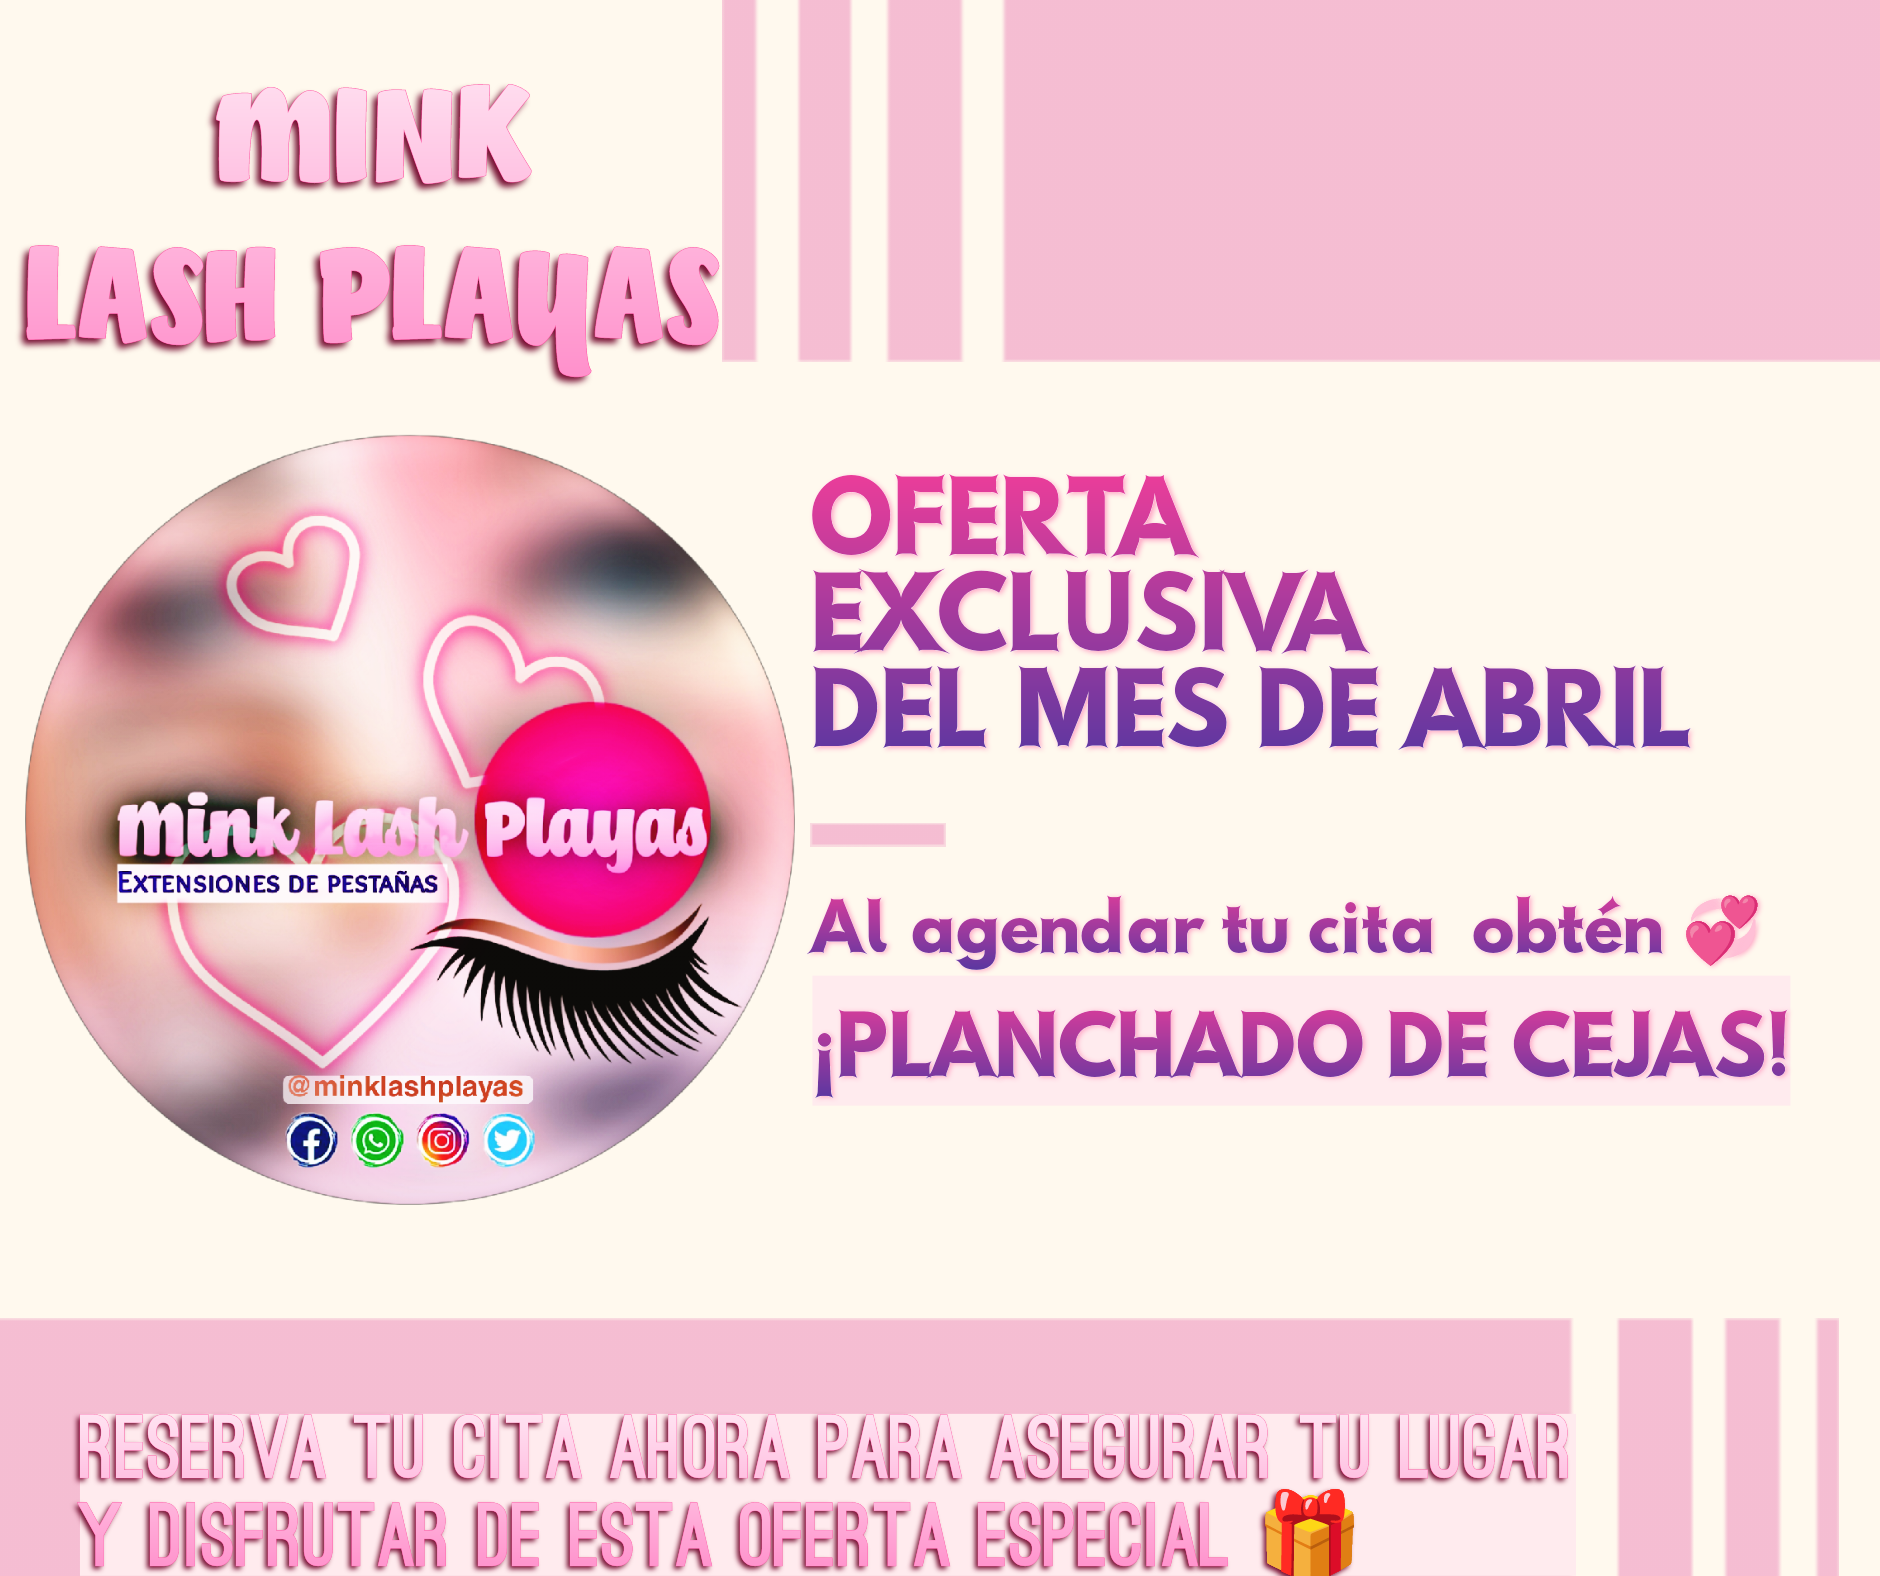 MINK
LASH PLAYAS
OFERTA
EXCLUSIVA
DEL MES DE ABRIL
Mink Lash Playas
EXTENSIONES DE PESTAÑAS
@minklashplayas
Al agendar tu cita obtén 💞
¡PLANCHADO DE CEJAS!
RESERVA TU CITA AHORA PARA ASEGURAR TU LUGAR
Y DISFRUTAR DE ESTA OFERTA ESPECIAL 🎁